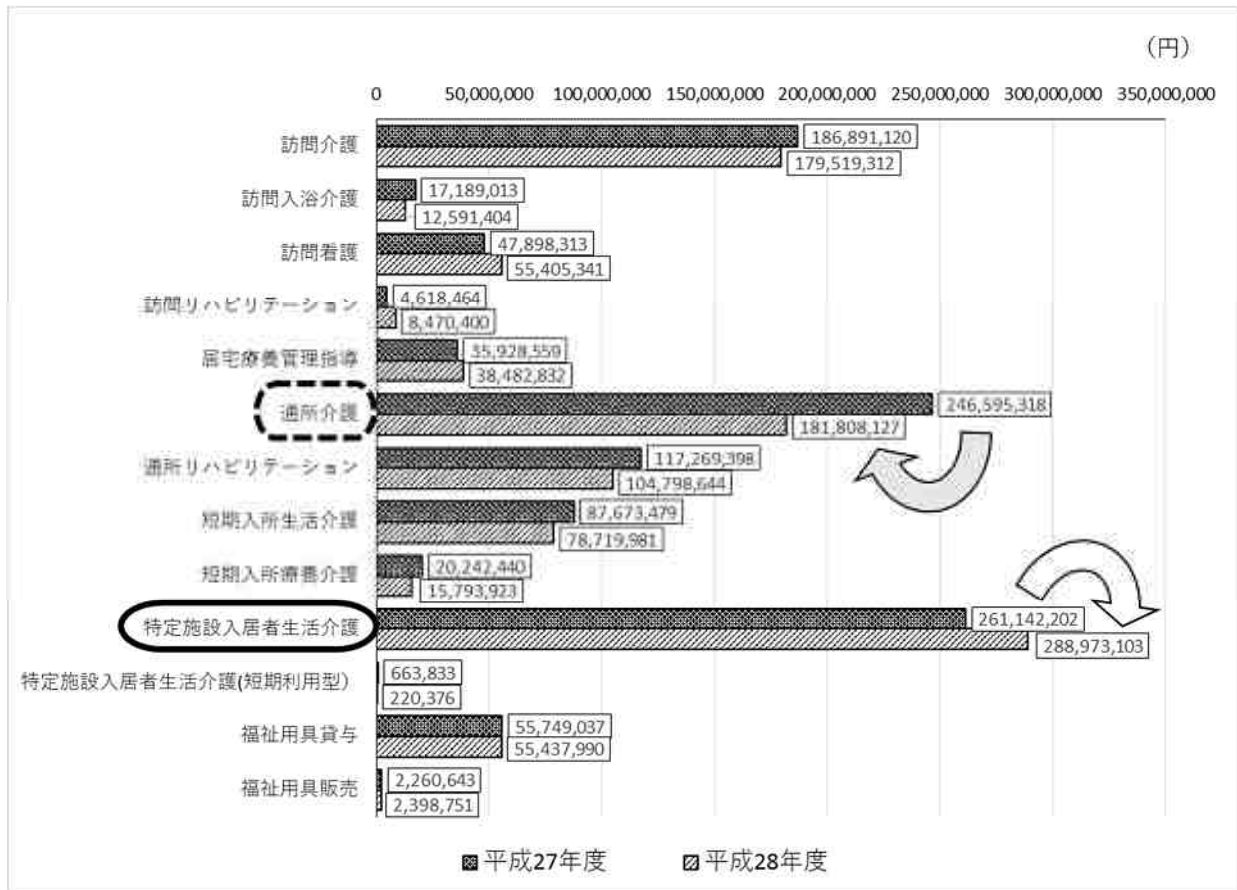 （円）
0 50,000,000 100,000,000 150,000,000 200,000,000 250,000,000 300,000,000 350,000,000
訪問介護
186,891,120
179,519,312
訪問入浴介護
17,189,013
12,591,404
訪問看護
47,898,313
55,405,341
訪問リハビリテーション
4,618,464
8,470,400
居宅療養管理指導
35,928,559
38,482,832
通所介護
246,595,318
181,808,127
通所リハビリテーション
117,269,398
104,798,644
短期入所生活介護
87,673,479
78,719,981
短期入所療養介護
20,242,440
15,793,923
特定施設入居者生活介護
261,142,202
288,973,103
特定施設入居者生活介護(短期利用型）
663,833
220,376
福祉用具貸与
55,749,037
55,437,990
福祉用具販売
2,260,643
2,398,751
平成27年度 平成28年度